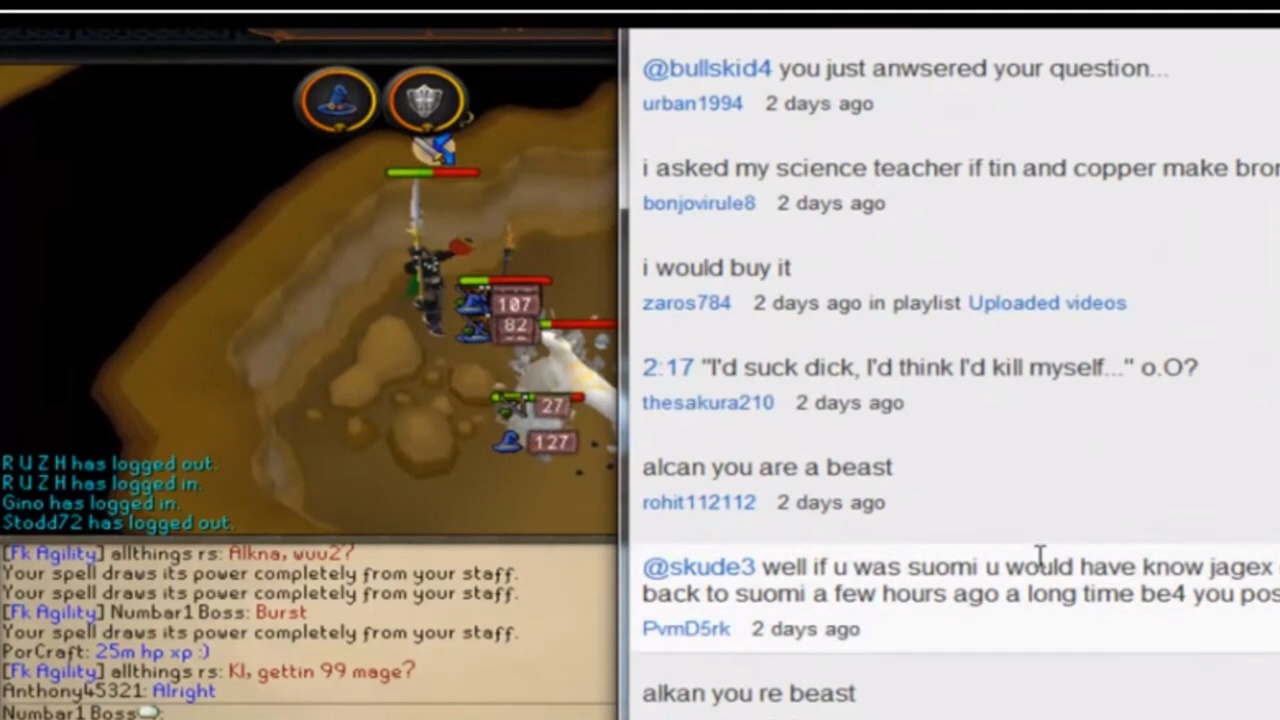 107
82
27
127
R U Z H has logged out.
R U Z H has logged in.
Gino has logged in.
Stodd72 has logged out.
[Fk Agility] allthings rs: Alkna, wuu2?
Your spell draws its power completely from your staff.
Your spell draws its power completely from your staff.
[Fk Agility] Numbar1 Boss: Burst
Your spell draws its power completely from your staff.
PorCraft: 25m hp xp :)
[Fk Agility] allthings rs: Kl, gettin 99 mage?
Anthony45321: Alright
Numbar1 Boss:
@bullskid4 you just anwsered your question...
urban1994 2 days ago
i asked my science teacher if tin and copper make bron
bonjovirule8 2 days ago
i would buy it
zaros784 2 days ago in playlist Uploaded videos
2:17 "I'd suck dick, I'd think I'd kill myself..." o.O?
thesakura210 2 days ago
alcan you are a beast
rohit112112 2 days ago
@skude3 well if u was suomi u would have know jagex
back to suomi a few hours ago a long time be4 you pos
PvmD5rk 2 days ago
alkan you re beast